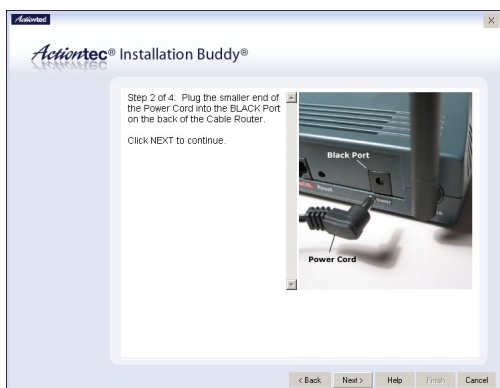 Actiontec
X
Actiontec® Installation Buddy®
Step 2 of 4: Plug the smaller end of
the Power Cord into the BLACK Port
on the back of the Cable Router.
Click NEXT to continue.
Black Port
Reset
Power
Power Cord
< Back Next > Help Finish Cancel